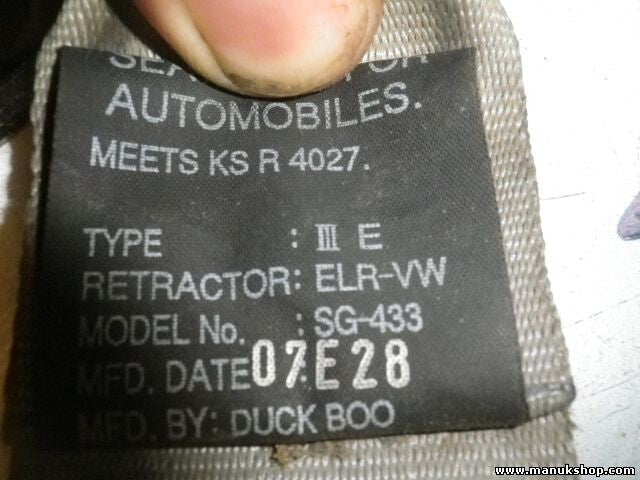 AUTOMOBILES.
MEETS KS R 4027.
TYPE : III E
RETRACTOR: ELR-VW
MODEL No. : SG-433
MFD. DATE: 07E28
MFD. BY: DUCK BOO
www.manukshop.com